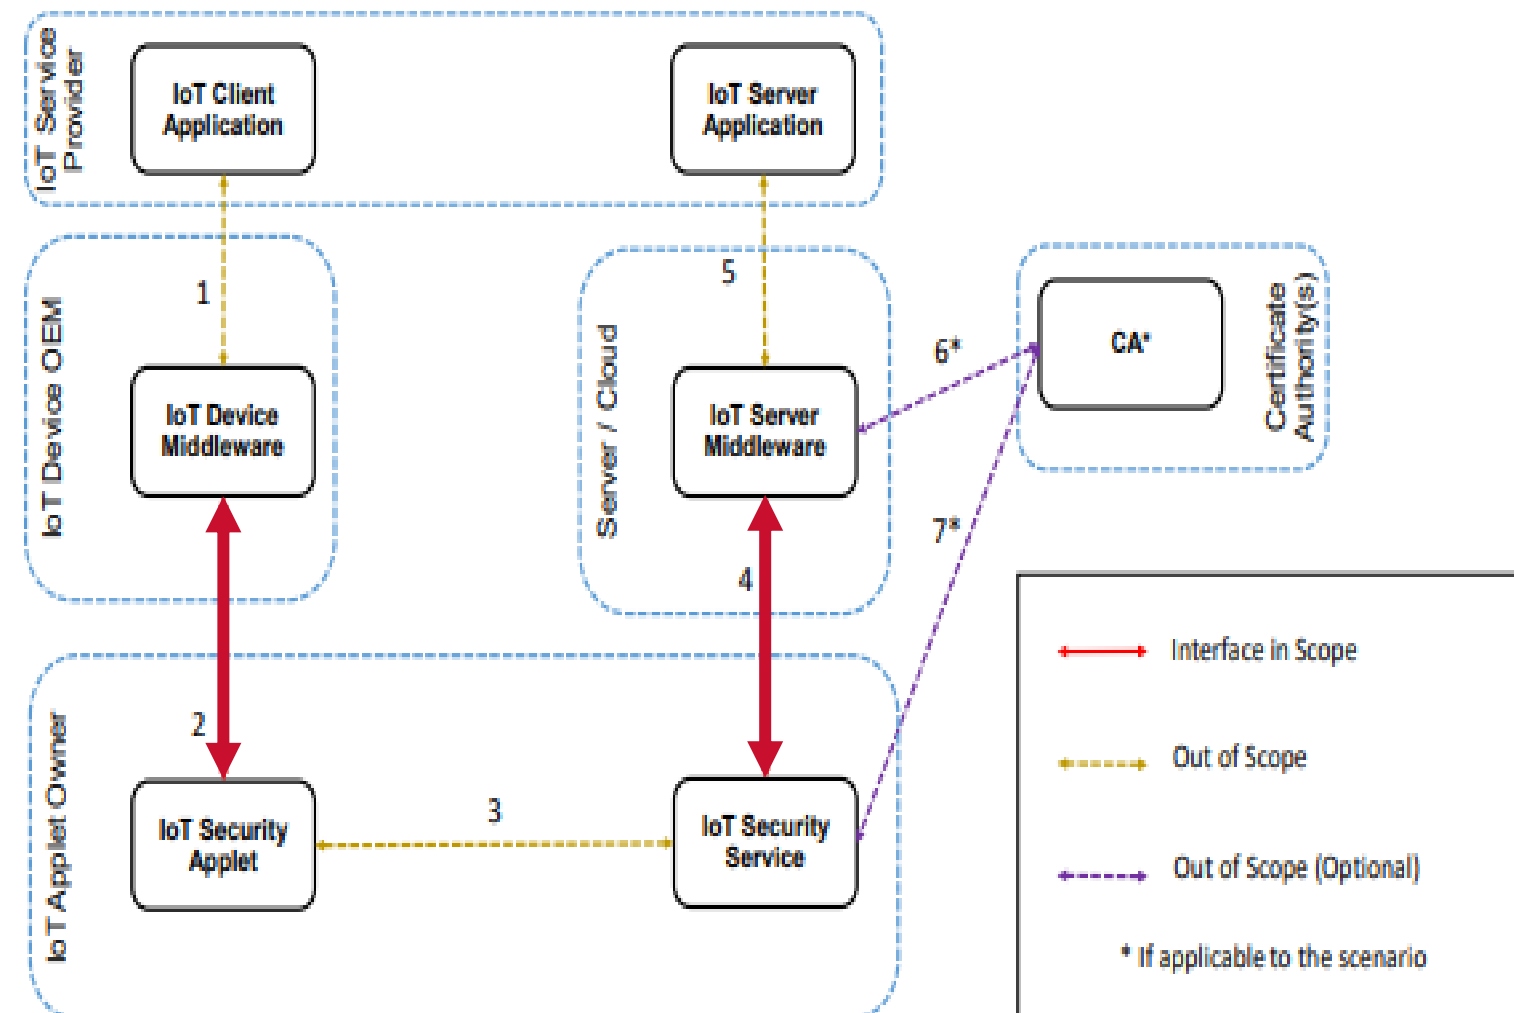 IoT Service
Provider
IoT Client
Application
IoT Server
Application
1
5
IoT Device OEM
IoT Device
Middleware
Server / Cloud
IoT Server
Middleware
6*
CA*
Certificate
Authority(s)
7*
2
4
IoT Applet Owner
IoT Security
Applet
3
IoT Security
Service
Interface in Scope
Out of Scope
Out of Scope (Optional)
* If applicable to the scenario